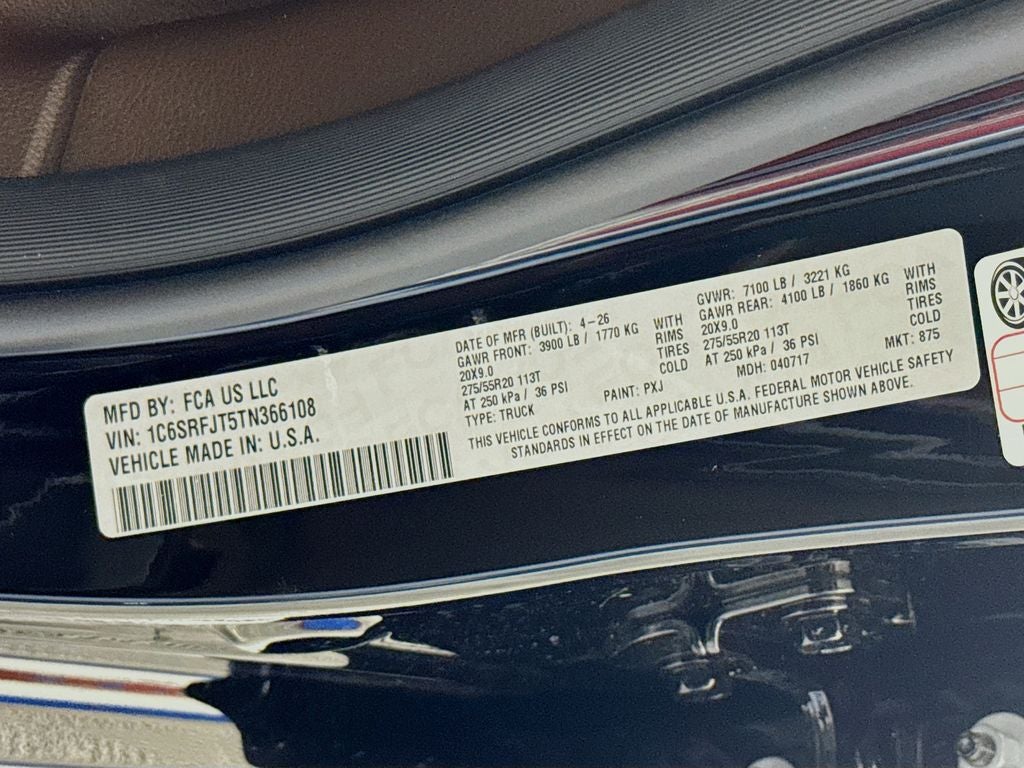 MFD BY: FCA US LLC
VIN: 1C6SRFJT5TN366108
VEHICLE MADE IN: U.S.A.
DATE OF MFR (BUILT): 4-26
GAWR FRONT: 3900 LB / 1770 KG WITH
20X9.0 RIMS
275/55R20 113T TIRES
AT 250 kPa / 36 PSI COLD
TYPE: TRUCK PAINT: PXJ
GVWR: 7100 LB / 3221 KG
GAWR REAR: 4100 LB / 1860 KG WITH
20X9.0 RIMS
275/55R20 113T TIRES
AT 250 kPa / 36 PSI COLD
MDH: 040717 MKT: 875
THIS VEHICLE CONFORMS TO ALL APPLICABLE U.S.A. FEDERAL MOTOR VEHICLE SAFETY
STANDARDS IN EFFECT ON THE DATE OF MANUFACTURE SHOWN ABOVE.